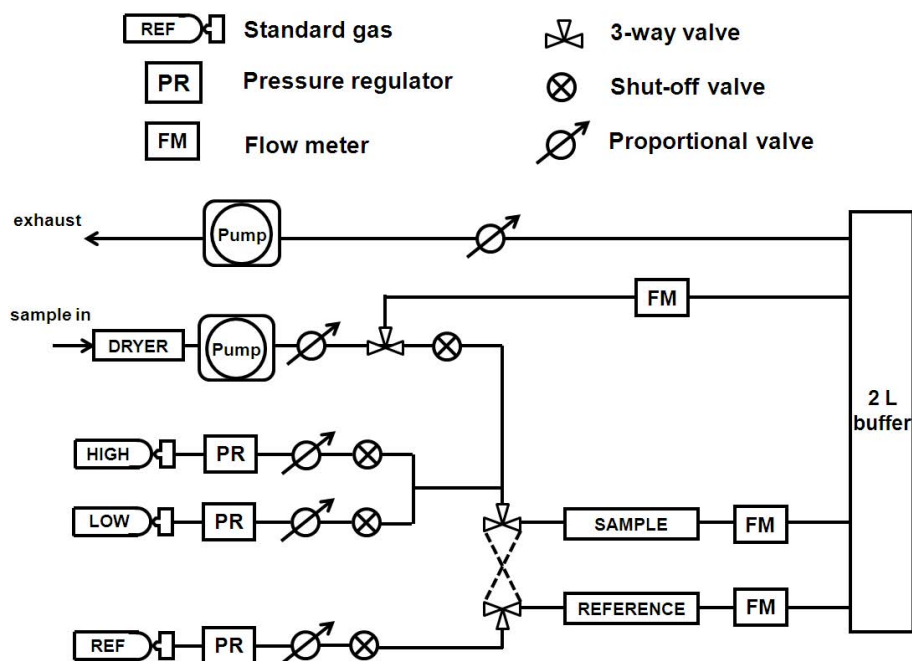 REF Standard gas
3-way valve
PR Pressure regulator
Shut-off valve
FM Flow meter
Proportional valve
exhaust
Pump
FM
sample in
DRYER
Pump
2 L
buffer
HIGH PR
LOW PR
SAMPLE FM
REFERENCE FM
REF PR